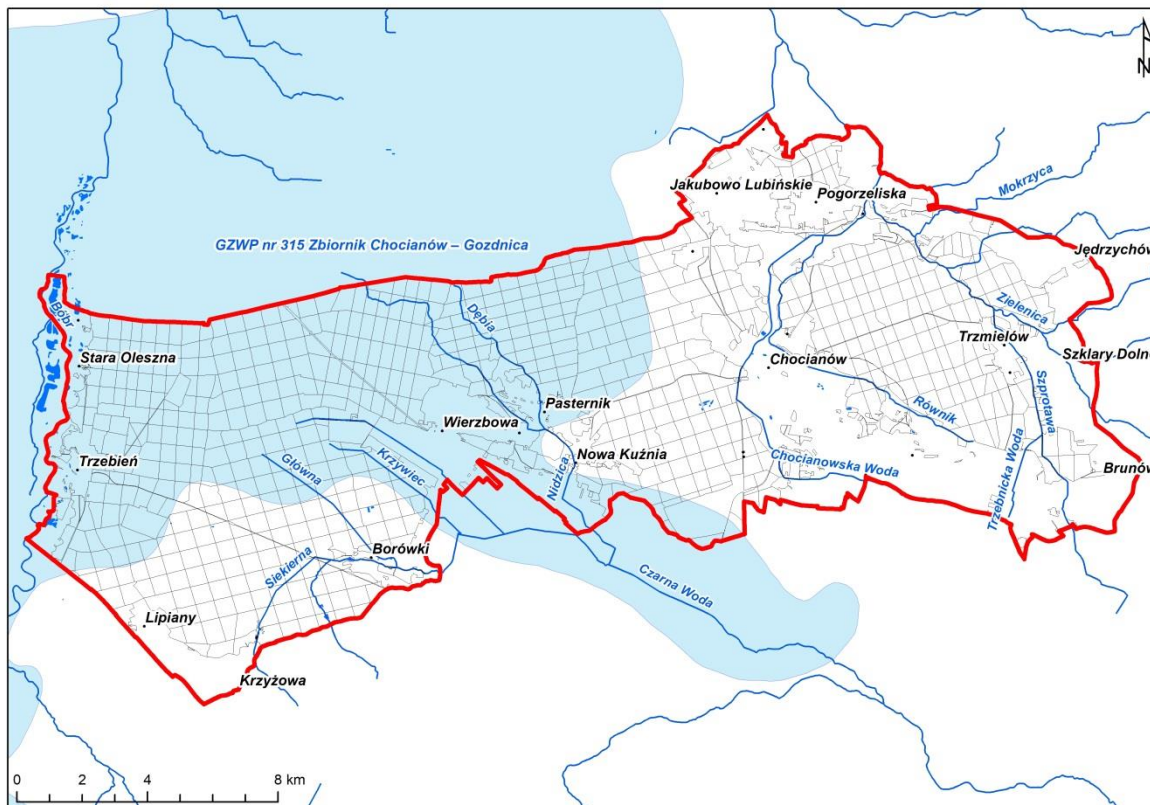 N
Jakubowo Lubińskie
Pogorzeliska
Mokrzyca
GZWP nr 315 Zbiornik Chocianów – Gozdnica
Jędrzychów
Bóbr
Dębia
Zielenica
Trzmielów
Stara Oleszna
Chocianów
Szklary Dolne
Szprotawa
Pasternik
Równik
Wierzbowa
Główna
Krzywiec
Nidzica
Nowa Kuźnia
Chocianowska Woda
Trzebnicka Woda
Brunów
Trzebień
Siekierna
Borówki
Czarna Woda
Lipiany
Krzyżowa
0 2 4 8 km